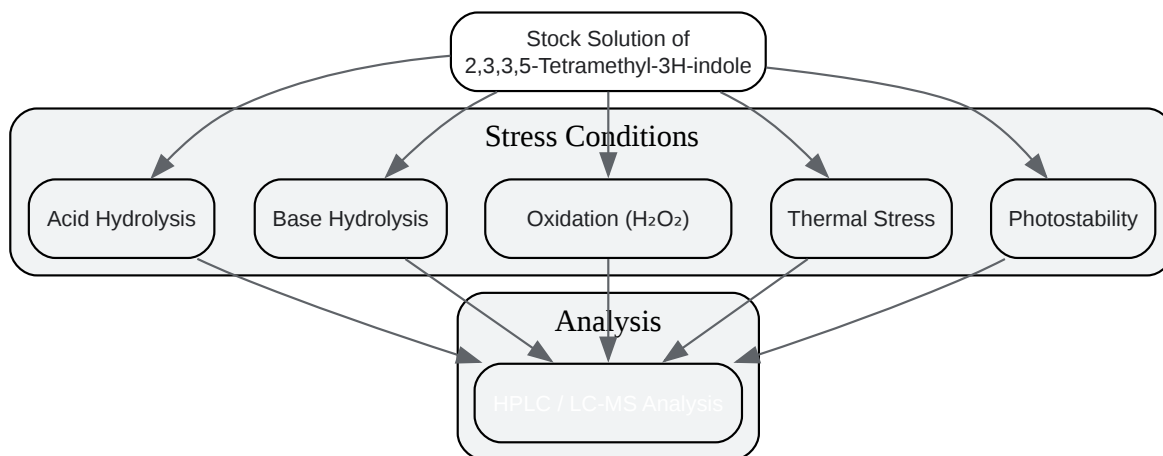 Stock Solution of
2,3,3,5-Tetramethyl-3H-indole
Stress Conditions
Acid Hydrolysis
Base Hydrolysis
Oxidation (H₂O₂)
Thermal Stress
Photostability
Analysis
HPLC / LC-MS Analysis